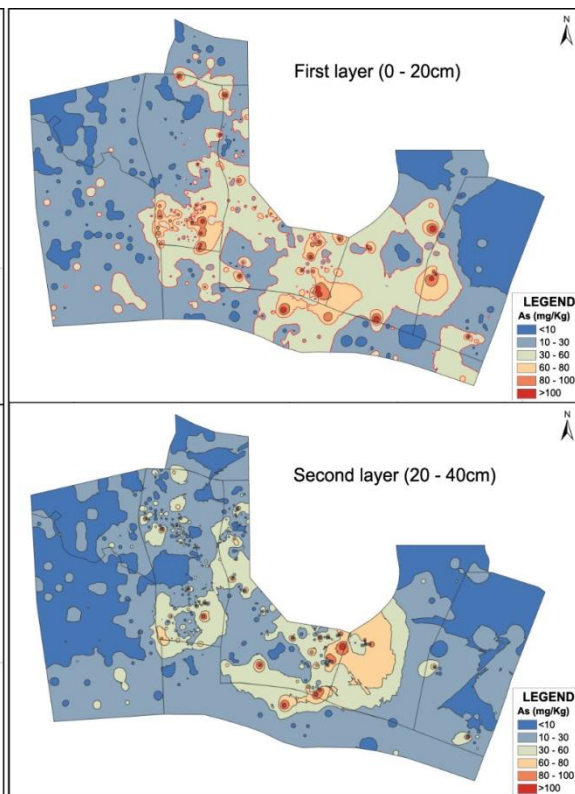 N
First layer (0 - 20cm)
LEGEND
As (mg/Kg)
<10
10 - 30
30 - 60
60 - 80
80 - 100
>100
N
Second layer (20 - 40cm)
LEGEND
As (mg/Kg)
<10
10 - 30
30 - 60
60 - 80
80 - 100
>100